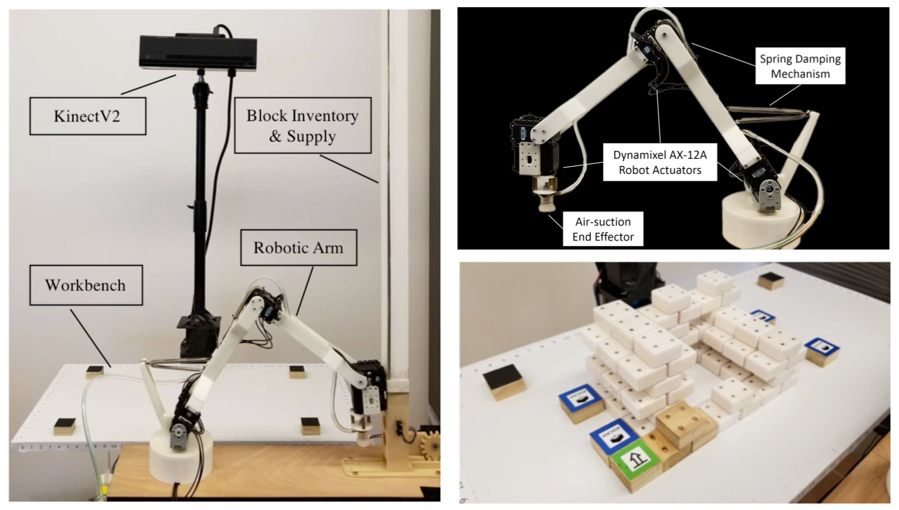 KinectV2
Block Inventory
& Supply
Robotic Arm
Workbench
Spring Damping
Mechanism
Dynamixel AX-12A
Robot Actuators
Air-suction
End Effector